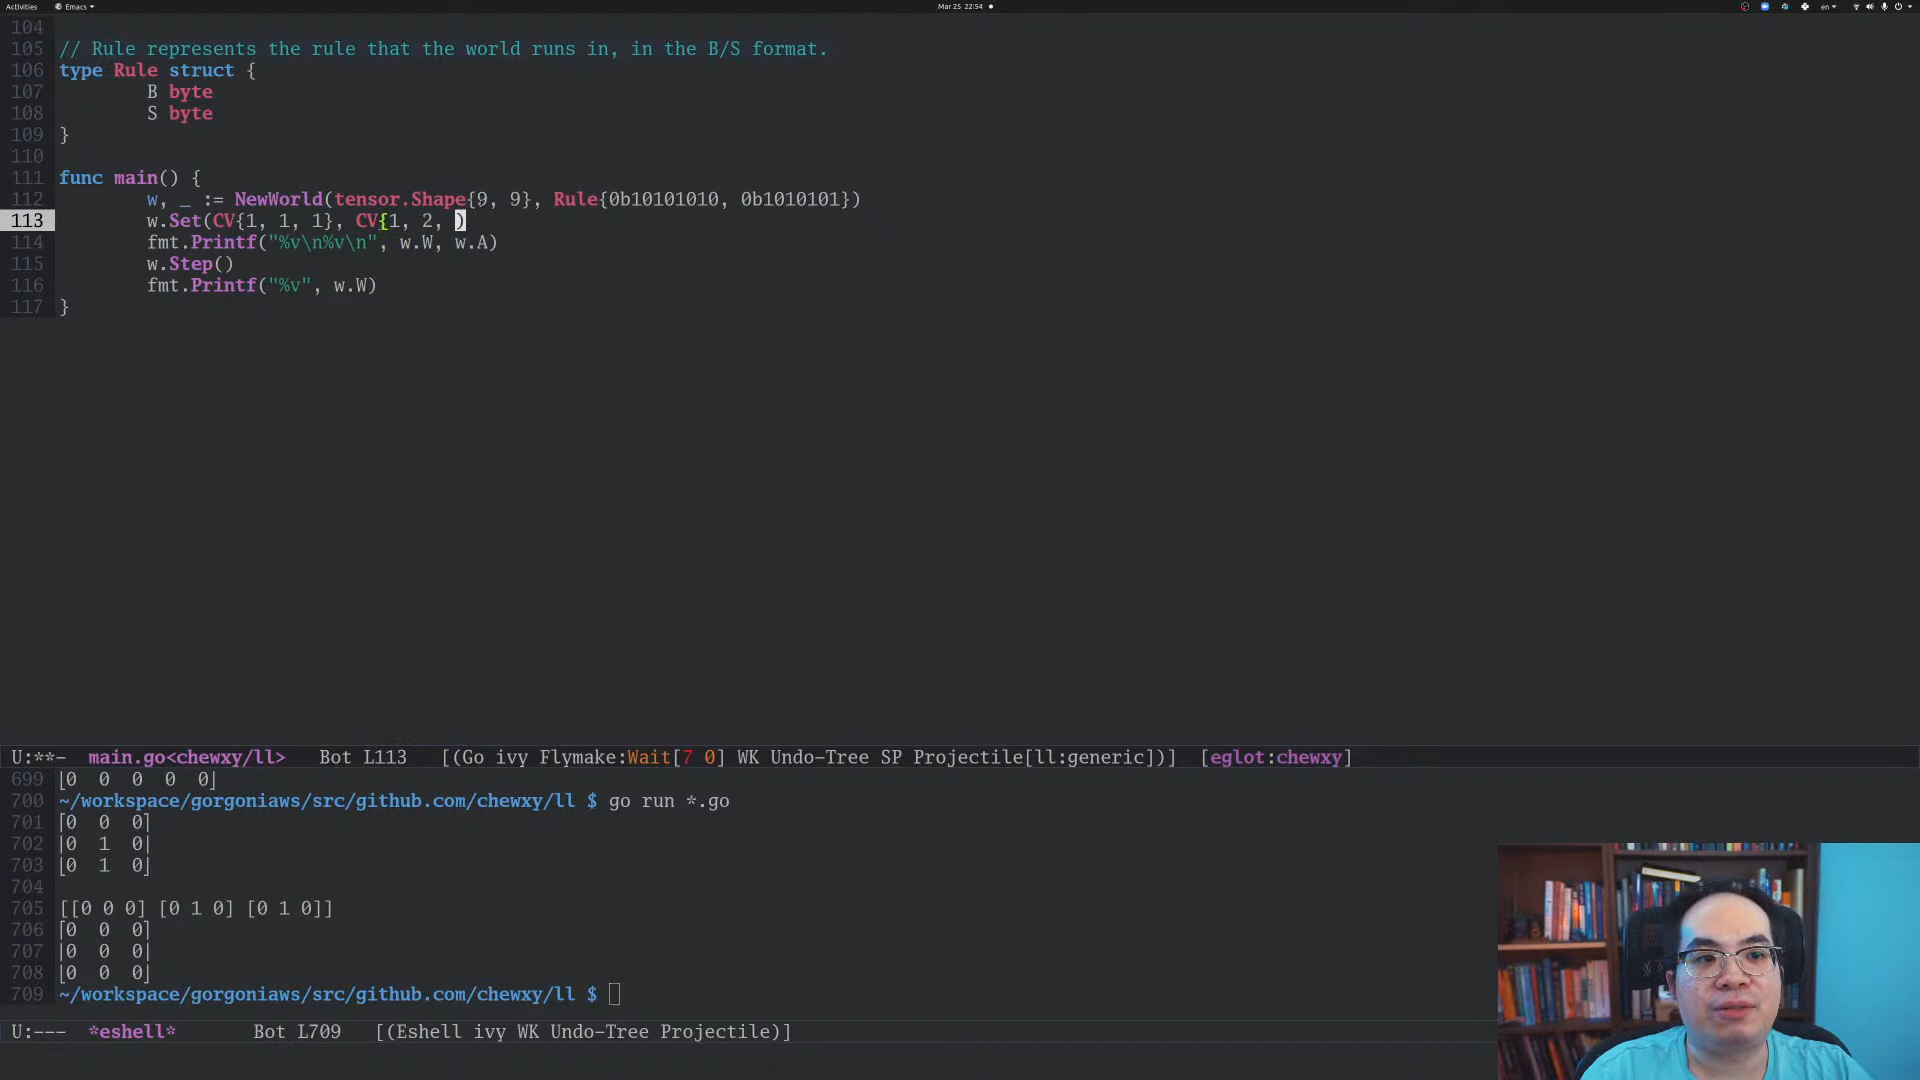 Activities Emacs Mar 25 22:54 en
104
105 // Rule represents the rule that the world runs in, in the B/S format.
106 type Rule struct {
107 B byte
108 S byte
109 }
110
111 func main() {
112 w, _ := NewWorld(tensor.Shape{9, 9}, Rule{0b10101010, 0b1010101})
113 w.Set(CV{1, 1, 1}, CV{1, 2, )
114 fmt.Printf("%v\n%v\n", w.W, w.A)
115 w.Step()
116 fmt.Printf("%v", w.W)
117 }
U:**- main.go<chewxy/ll> Bot L113 [(Go ivy Flymake:Wait[7 0] WK Undo-Tree SP Projectile[ll:generic])] [eglot:chewxy]
699 ⎣0 0 0 0 0⎦
700 ~/workspace/gorgoniaws/src/github.com/chewxy/ll $ go run *.go
701 ⎡0 0 0⎤
702 ⎢0 1 0⎥
703 ⎣0 1 0⎦
704
705 [[0 0 0] [0 1 0] [0 1 0]]
706 ⎡0 0 0⎤
707 ⎢0 0 0⎥
708 ⎣0 0 0⎦
709 ~/workspace/gorgoniaws/src/github.com/chewxy/ll $
U:--- *eshell* Bot L709 [(Eshell ivy WK Undo-Tree Projectile)]